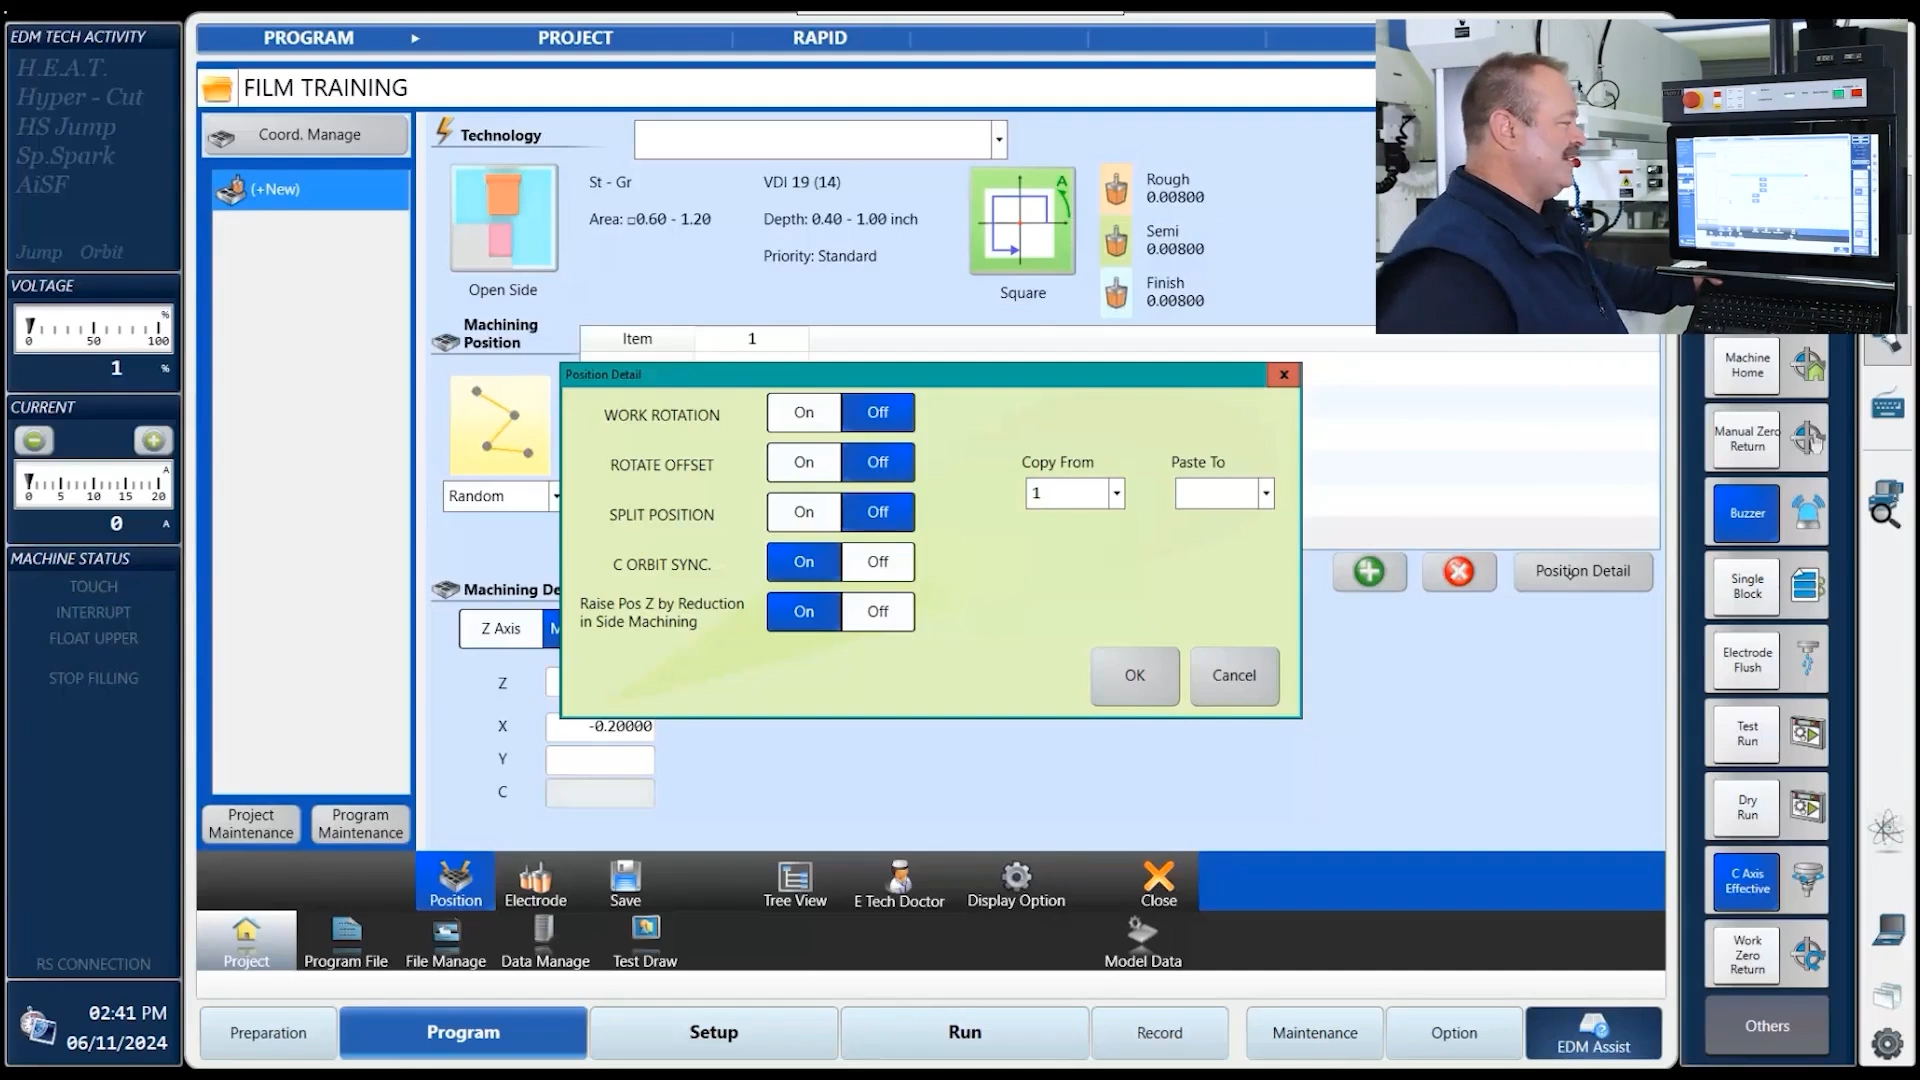 EDM TECH ACTIVITY
H.E.A.T.
Hyper - Cut
HS Jump
Sp.Spark
AiSF
Jump Orbit
VOLTAGE
%
0 50 100
1 %
CURRENT
A
0 5 10 15 20
0 A
MACHINE STATUS
TOUCH
INTERRUPT
FLOAT UPPER
STOP FILLING
RS CONNECTION
02:41 PM
06/11/2024
PROGRAM PROJECT RAPID
FILM TRAINING
Coord. Manage
(+New)
Project Maintenance
Program Maintenance
Technology
Open Side
St - Gr
Area: □0.60 - 1.20
VDI 19 (14)
Depth: 0.40 - 1.00 inch
Priority: Standard
A
Square
Rough
0.00800
Semi
0.00800
Finish
0.00800
Machining
Position
Item 1
Random
Position Detail
WORK ROTATION On Off
ROTATE OFFSET On Off
SPLIT POSITION On Off
C ORBIT SYNC. On Off
Raise Pos Z by Reduction
in Side Machining On Off
Copy From
1
Paste To
OK Cancel
Position Detail
Machining De
Z Axis M
Z
X -0.20000
Y
C
Position Electrode Save Tree View E Tech Doctor Display Option Close
Project Program File File Manage Data Manage Test Draw Model Data
Preparation Program Setup Run Record Maintenance Option EDM Assist
Machine
Home
Manual Zero
Return
Buzzer
Single
Block
Electrode
Flush
Test
Run
Dry
Run
C Axis
Effective
Work
Zero
Return
Others